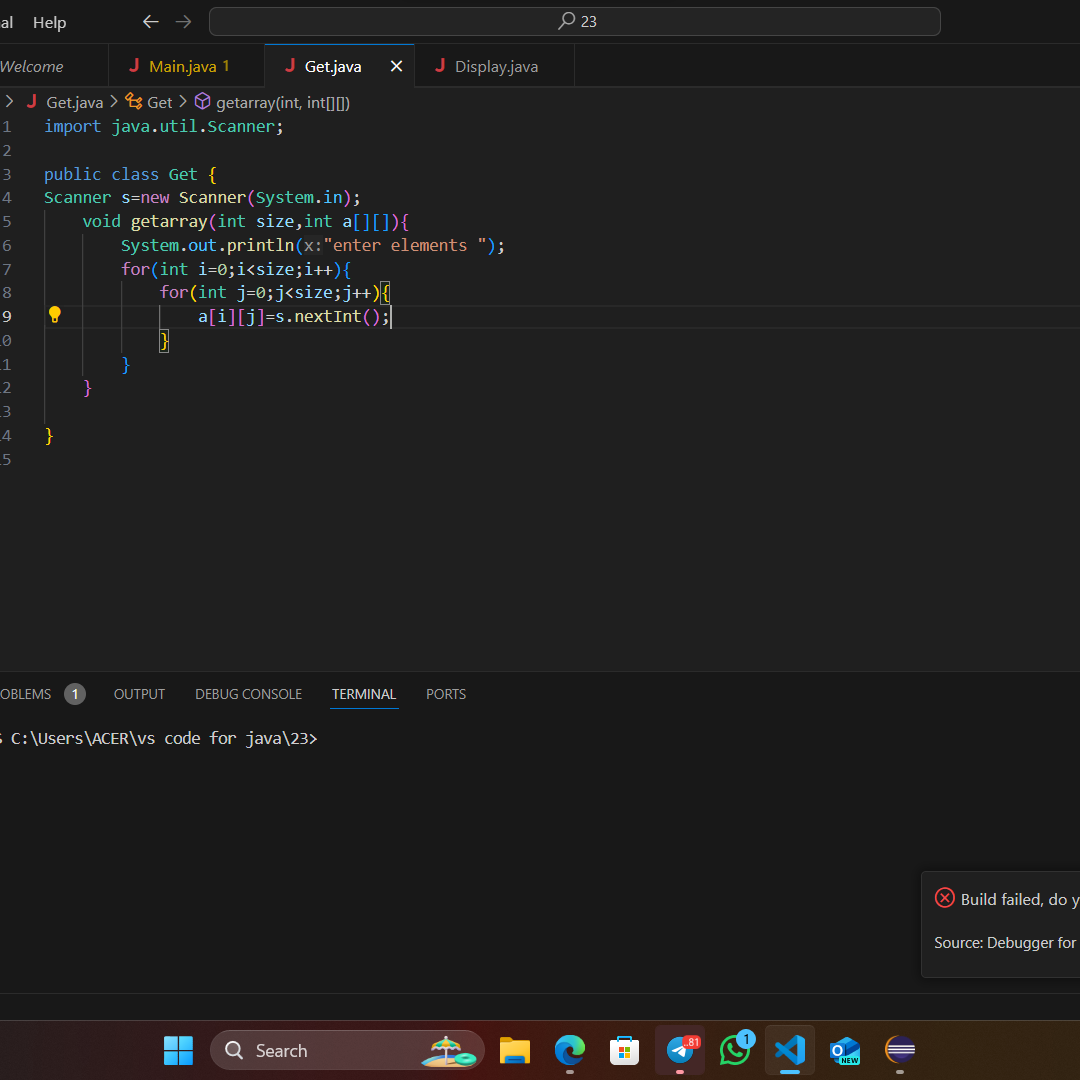 al Help 23
Welcome Main.java 1 Get.java Display.java
Get.java Get getarray(int, int[][])
1 import java.util.Scanner;
2
3 public class Get {
4 Scanner s=new Scanner(System.in);
5 void getarray(int size,int a[][]){
6 System.out.println(x:"enter elements ");
7 for(int i=0;i<size;i++){
8 for(int j=0;j<size;j++){
9 a[i][j]=s.nextInt();
0 }
1 }
2 }
3
4 }
5
OBLEMS 1 OUTPUT DEBUG CONSOLE TERMINAL PORTS
S C:\Users\ACER\vs code for java\23>
Build failed, do y
Source: Debugger for
Search .81 1 NEW